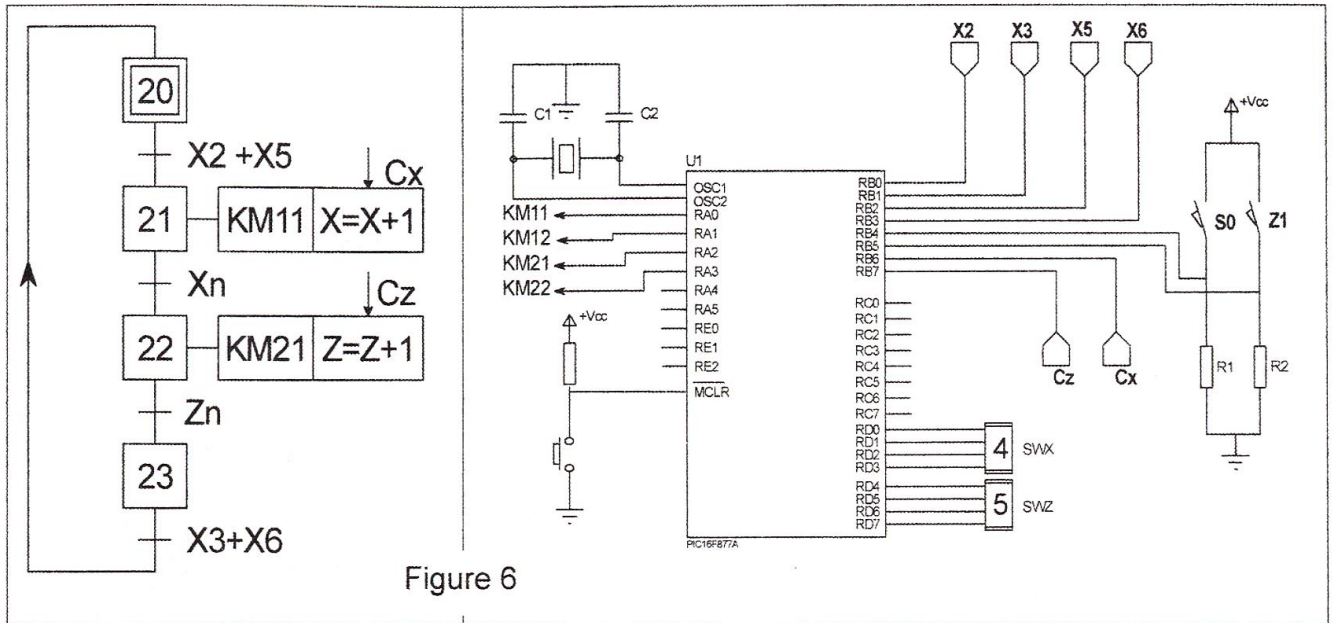 20
X2 +X5
Cx
21
KM11
X=X+1
Xn
Cz
22
KM21
Z=Z+1
Zn
23
X3+X6
Figure 6
X2
X3
X5
X6
C1
C2
+Vcc
U1
OSC1
OSC2
RA0
RA1
RA2
RA3
RA4
RA5
RE0
RE1
RE2
MCLR
KM11
KM12
KM21
KM22
+Vcc
RB0
RB1
RB2
RB3
RB4
RB5
RB6
RB7
RC0
RC1
RC2
RC3
RC4
RC5
RC6
RC7
RD0
RD1
RD2
RD3
RD4
RD5
RD6
RD7
S0
Z1
Cz
Cx
R1
R2
4
SWX
5
SWZ
PIC16F877A